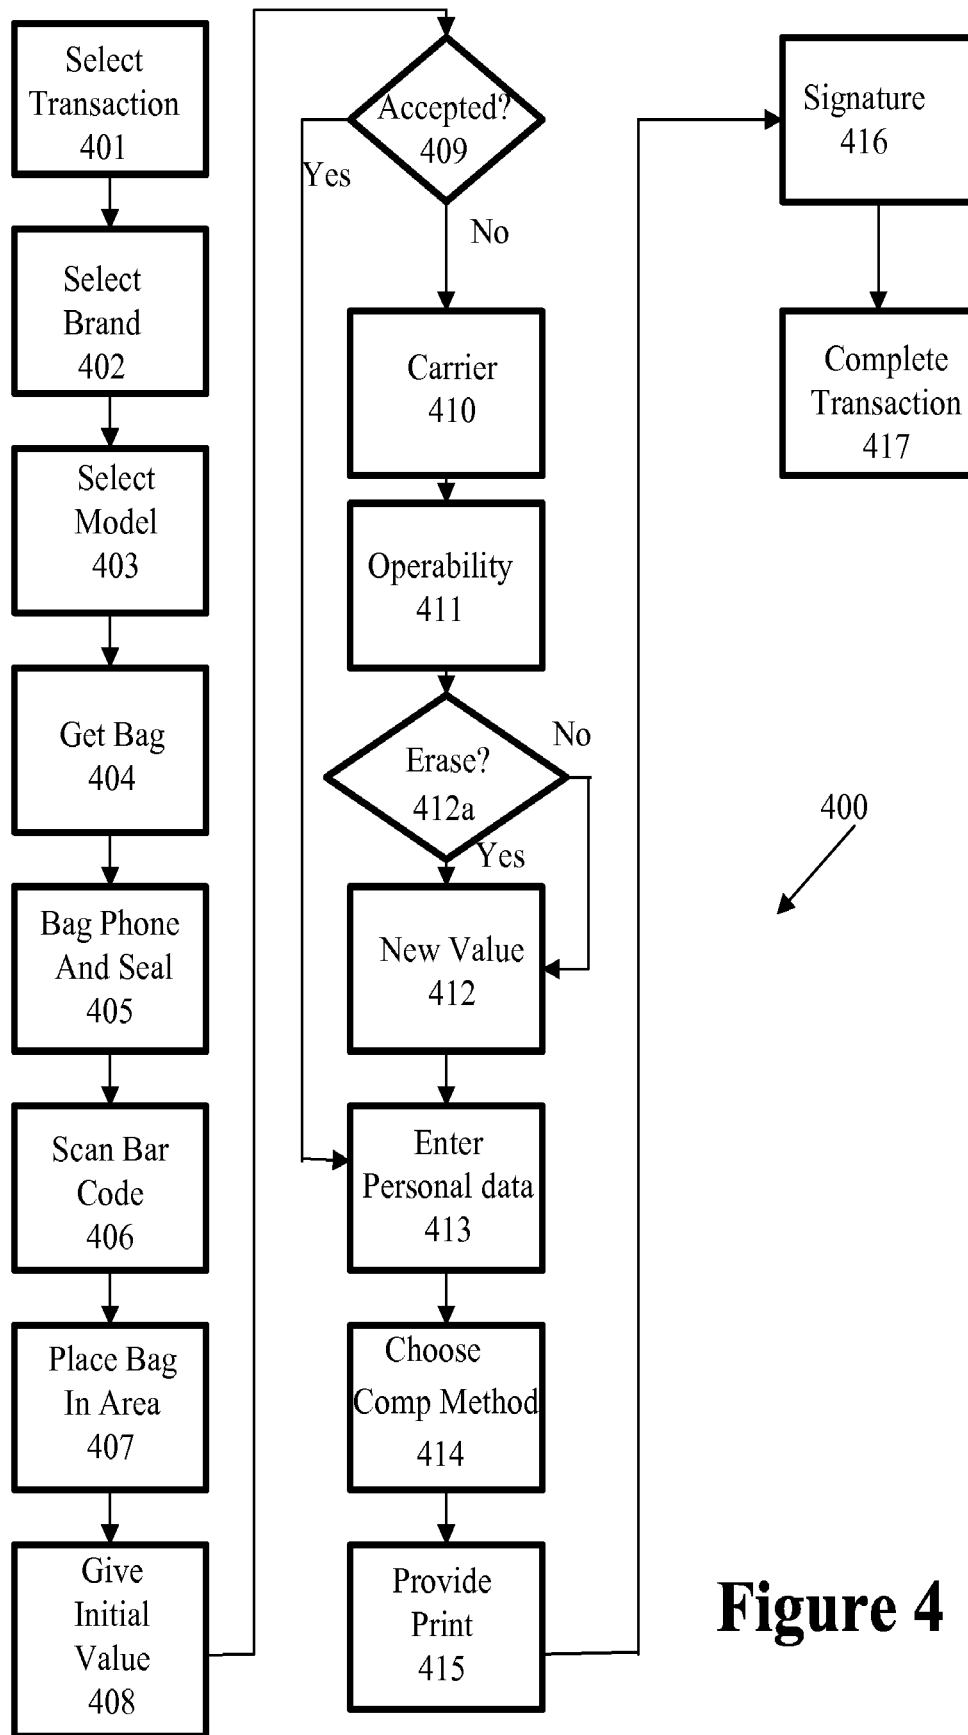 Select
Transaction
401
Select
Brand
402
Select
Model
403
Get Bag
404
Bag Phone
And Seal
405
Scan Bar
Code
406
Place Bag
In Area
407
Give
Initial
Value
408
Accepted?
409
Yes
No
Carrier
410
Operability
411
Erase?
412a
No
Yes
New Value
412
Enter
Personal data
413
Choose
Comp Method
414
Provide
Print
415
Signature
416
Complete
Transaction
417
400
Figure 4